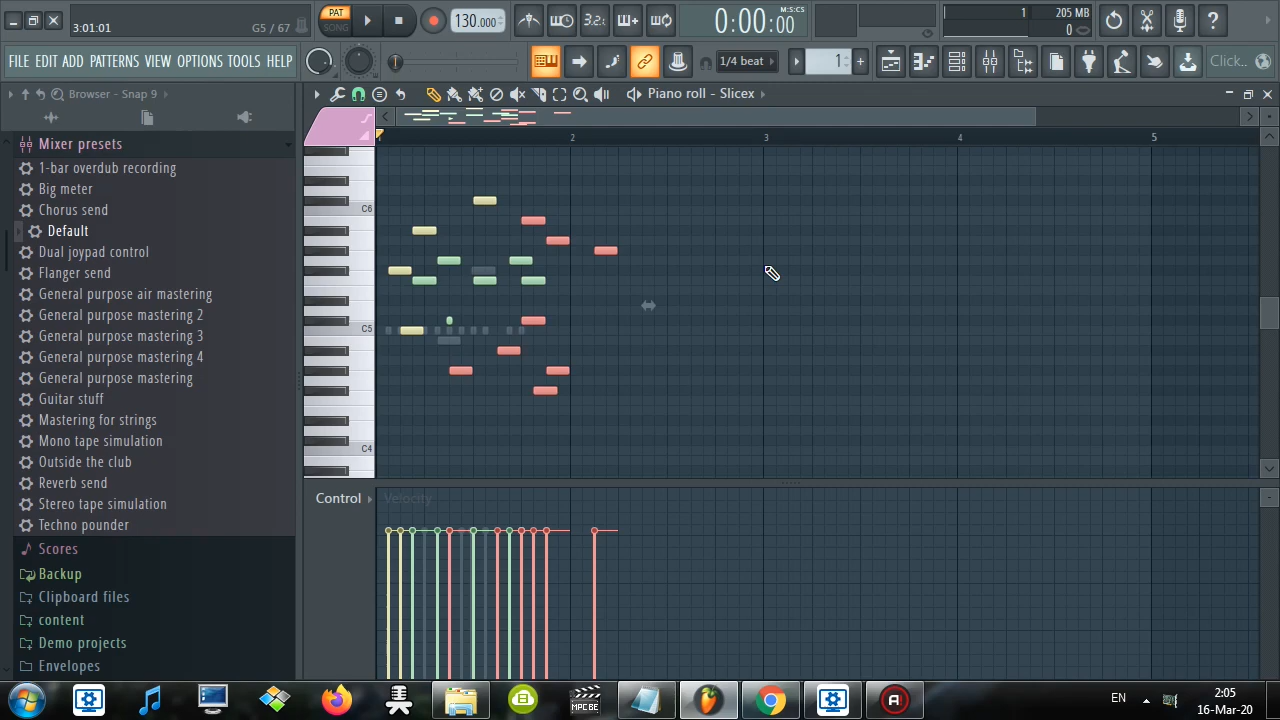 3:01:01
G5 / 67
PAT
SONG
130.000
3.2:
0:00:00
M:S:CS
1
205 MB
0
FILE EDIT ADD PATTERNS VIEW OPTIONS TOOLS HELP
1/4 beat
1
Click..
Browser - Snap 9
Piano roll - Slicex
Mixer presets
1-bar overdub recording
Big meter
Chorus send
Default
Dual joypad control
Flanger send
General purpose air mastering
General purpose mastering 2
General purpose mastering 3
General purpose mastering 4
General purpose mastering
Guitar stuff
Mastering for strings
Mono tape simulation
Outside the club
Reverb send
Stereo tape simulation
Techno pounder
Scores
Backup
Clipboard files
content
Demo projects
Envelopes
2
3
4
5
C6
C5
C4
Control
Velocity
MPC-BE
EN
2:05
16-Mar-20